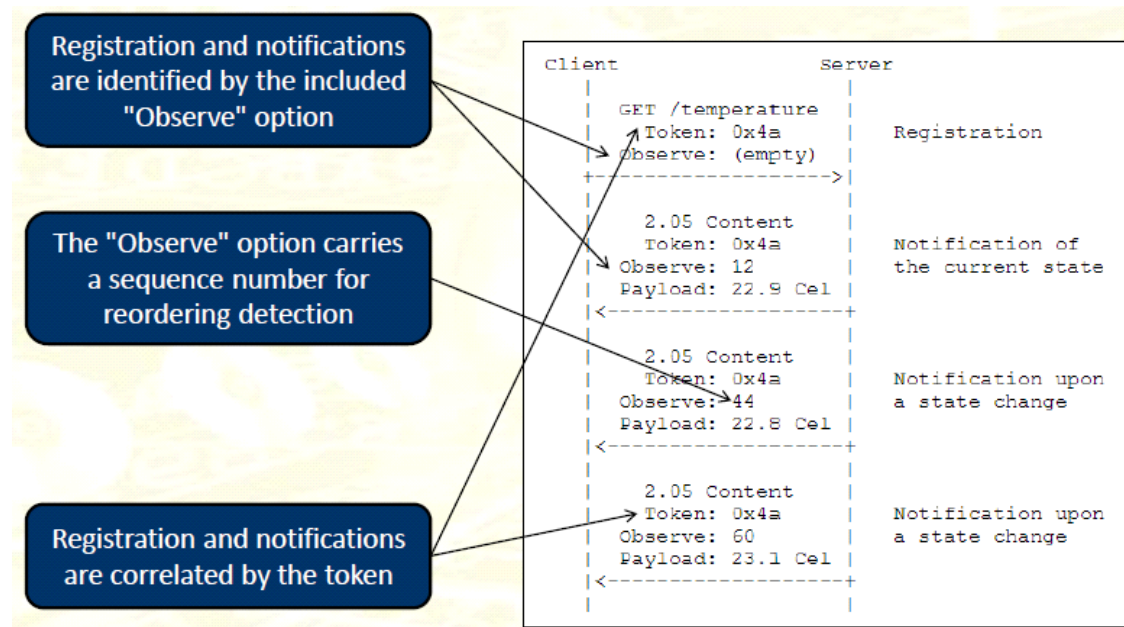 Registration and notifications
are identified by the included
"Observe" option
The "Observe" option carries
a sequence number for
reordering detection
Registration and notifications
are correlated by the token
Client Server
GET /temperature
Token: 0x4a Registration
Observe: (empty)
2.05 Content
Token: 0x4a Notification of
Observe: 12 the current state
Payload: 22.9 Cel
2.05 Content
Token: 0x4a Notification upon
Observe: 44 a state change
Payload: 22.8 Cel
2.05 Content
Token: 0x4a Notification upon
Observe: 60 a state change
Payload: 23.1 Cel